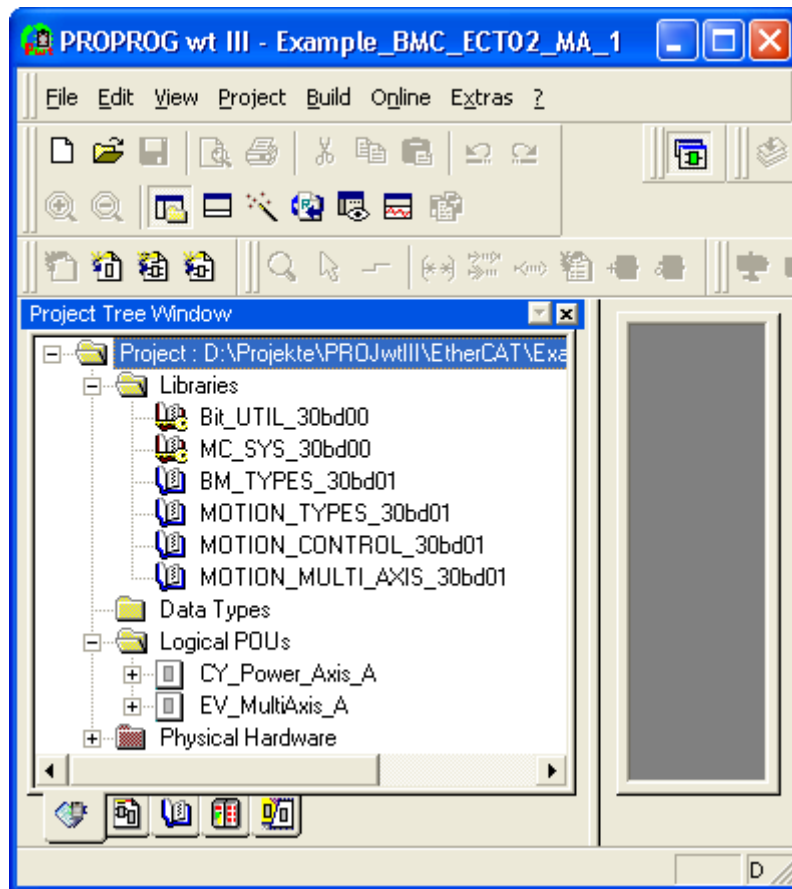 PROPROG wt III - Example_BMC_ECT02_MA_1
File Edit View Project Build Online Extras ?
Project Tree Window
Project : D:\Projekte\PROJwtIII\EtherCAT\Exa
Libraries
Bit_UTIL_30bd00
MC_SYS_30bd00
BM_TYPES_30bd01
MOTION_TYPES_30bd01
MOTION_CONTROL_30bd01
MOTION_MULTI_AXIS_30bd01
Data Types
Logical POUs
CY_Power_Axis_A
EV_MultiAxis_A
Physical Hardware
D